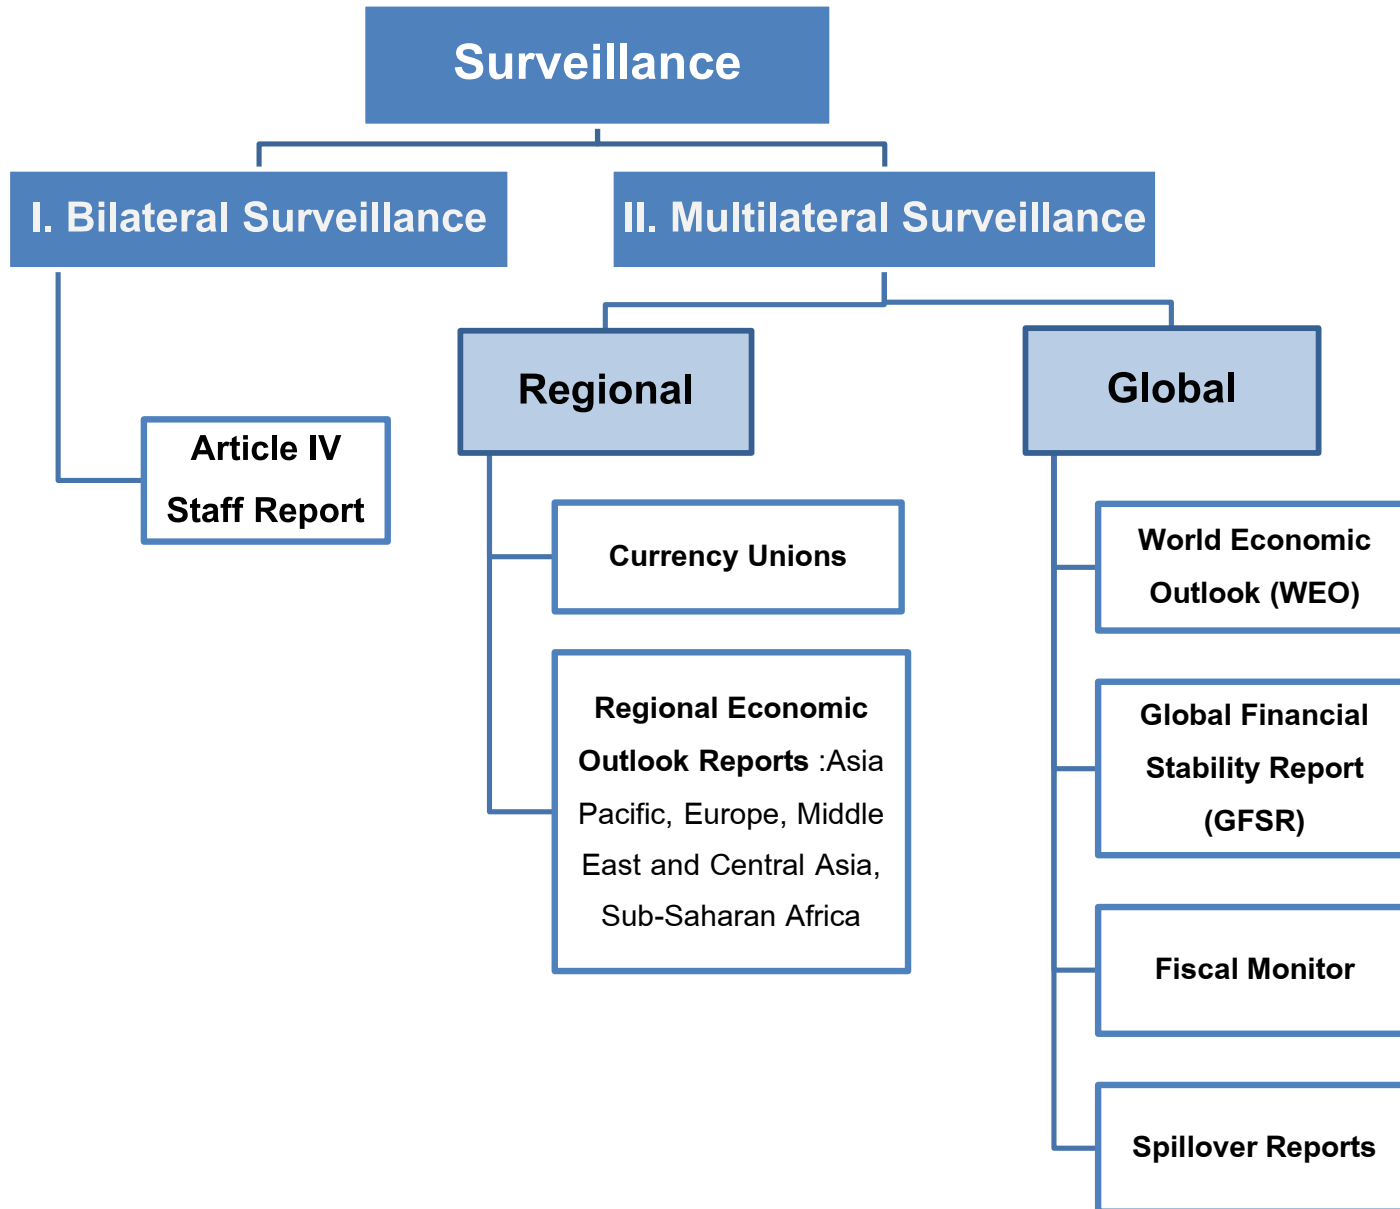 Surveillance
I. Bilateral Surveillance
II. Multilateral Surveillance
Article IV
Staff Report
Regional
Currency Unions
Regional Economic
Outlook Reports :Asia
Pacific, Europe, Middle
East and Central Asia,
Sub-Saharan Africa
Global
World Economic
Outlook (WEO)
Global Financial
Stability Report
(GFSR)
Fiscal Monitor
Spillover Reports